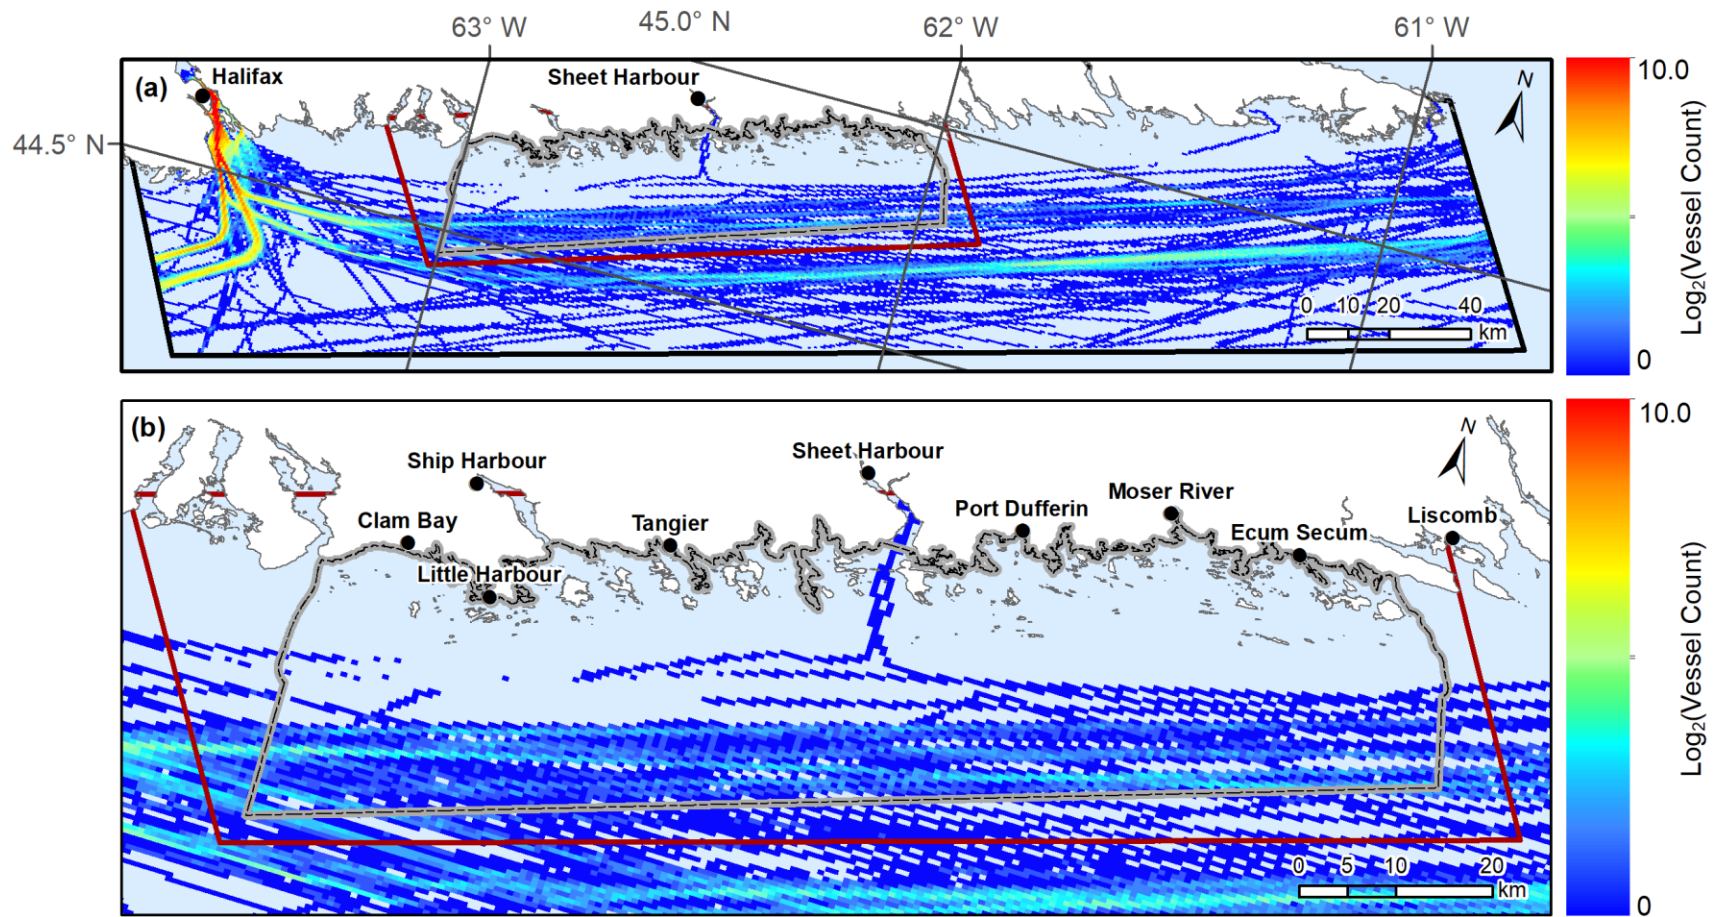 63° W
45.0° N
62° W
61° W
(a)
Halifax
Sheet Harbour
N
10.0
44.5° N
Log2(Vessel Count)
0 10 20 40
km
0
(b)
Ship Harbour
Sheet Harbour
N
10.0
Clam Bay
Tangier
Port Dufferin
Moser River
Liscomb
Ecum Secum
Little Harbour
Log2(Vessel Count)
0 5 10 20
km
0